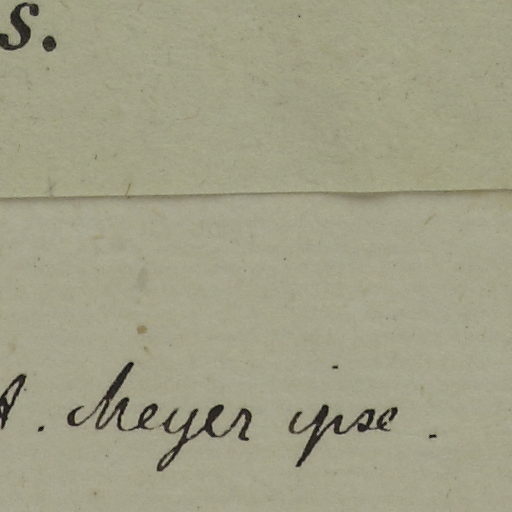 s.
A. Meyer ipse.